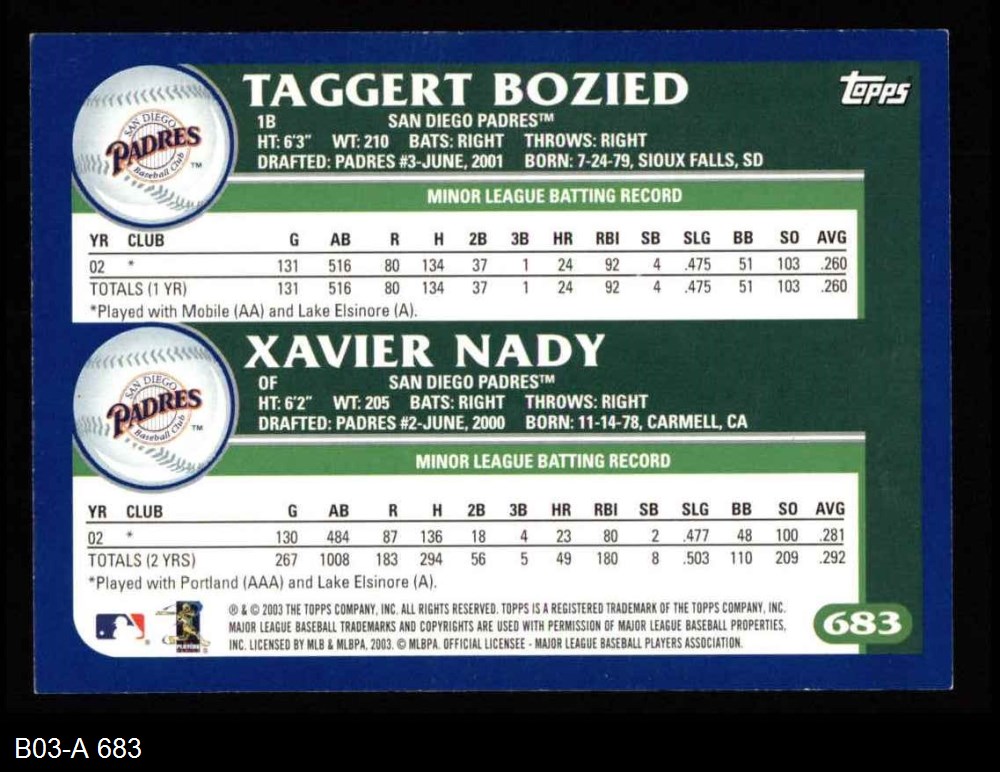 TAGGERT BOZIED
topps
1B SAN DIEGO PADRES™
HT: 6'3" WT: 210 BATS: RIGHT THROWS: RIGHT
DRAFTED: PADRES #3-JUNE, 2001 BORN: 7-24-79, SIOUX FALLS, SD
SAN DIEGO
PADRES
Baseball Club
TM
MINOR LEAGUE BATTING RECORD
YR CLUB G AB R H 2B 3B HR RBI SB SLG BB SO AVG
02 * 131 516 80 134 37 1 24 92 4 .475 51 103 .260
TOTALS (1 YR) 131 516 80 134 37 1 24 92 4 .475 51 103 .260
*Played with Mobile (AA) and Lake Elsinore (A).
XAVIER NADY
OF SAN DIEGO PADRES™
HT: 6'2" WT: 205 BATS: RIGHT THROWS: RIGHT
DRAFTED: PADRES #2-JUNE, 2000 BORN: 11-14-78, CARMELL, CA
SAN DIEGO
PADRES
Baseball Club
TM
MINOR LEAGUE BATTING RECORD
YR CLUB G AB R H 2B 3B HR RBI SB SLG BB SO AVG
02 * 130 484 87 136 18 4 23 80 2 .477 48 100 .281
TOTALS (2 YRS) 267 1008 183 294 56 5 49 180 8 .503 110 209 .292
*Played with Portland (AAA) and Lake Elsinore (A).
® & © 2003 THE TOPPS COMPANY, INC. ALL RIGHTS RESERVED. TOPPS IS A REGISTERED TRADEMARK OF THE TOPPS COMPANY, INC.
MAJOR LEAGUE BASEBALL TRADEMARKS AND COPYRIGHTS ARE USED WITH PERMISSION OF MAJOR LEAGUE BASEBALL PROPERTIES,
INC. LICENSED BY MLB & MLBPA, 2003. © MLBPA. OFFICIAL LICENSEE - MAJOR LEAGUE BASEBALL PLAYERS ASSOCIATION.
683
B03-A 683